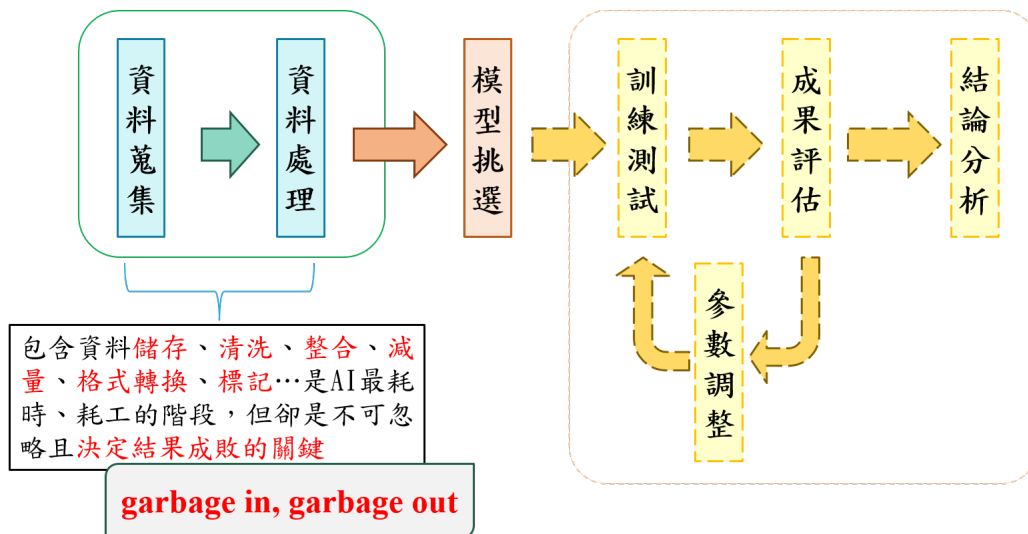 資料蒐集
資料處理
模型挑選
訓練測試
成果評估
結論分析
參數調整
包含資料儲存、清洗、整合、減
量、格式轉換、標記…是AI最耗
時、耗工的階段，但卻是不可忽
略且決定結果成敗的關鍵
garbage in, garbage out